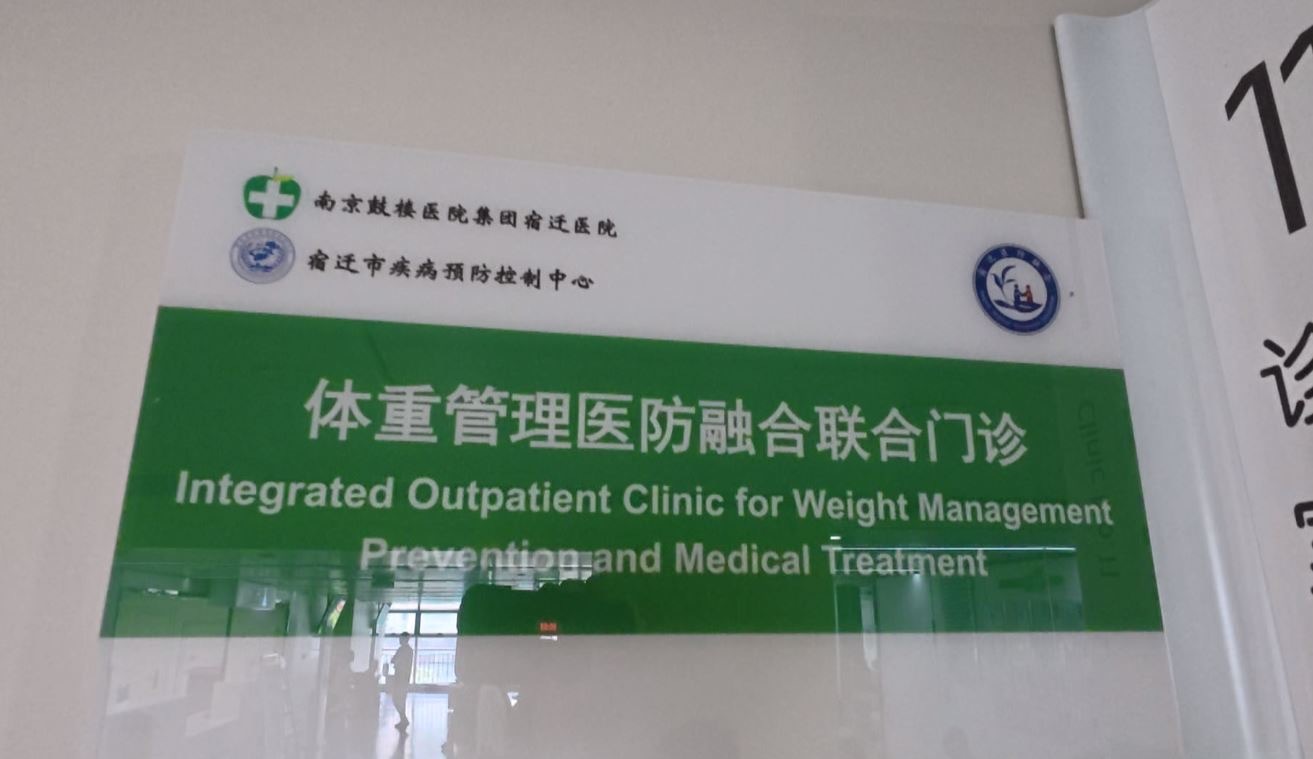 南京鼓楼医院集团宿迁医院
宿迁市疾病预防控制中心
体重管理医防融合联合门诊
Integrated Outpatient Clinic for Weight Management
Prevention and Medical Treatment
诊